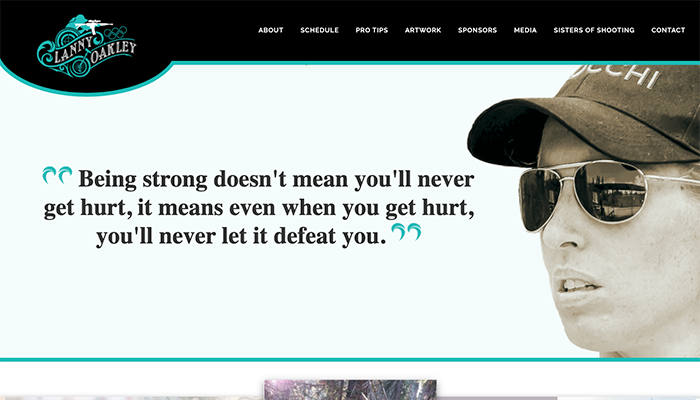 LANNY
OAKLEY
ABOUT SCHEDULE PRO TIPS ARTWORK SPONSORS MEDIA SISTERS OF SHOOTING CONTACT
“ Being strong doesn't mean you'll never
get hurt, it means even when you get hurt,
you'll never let it defeat you. ”